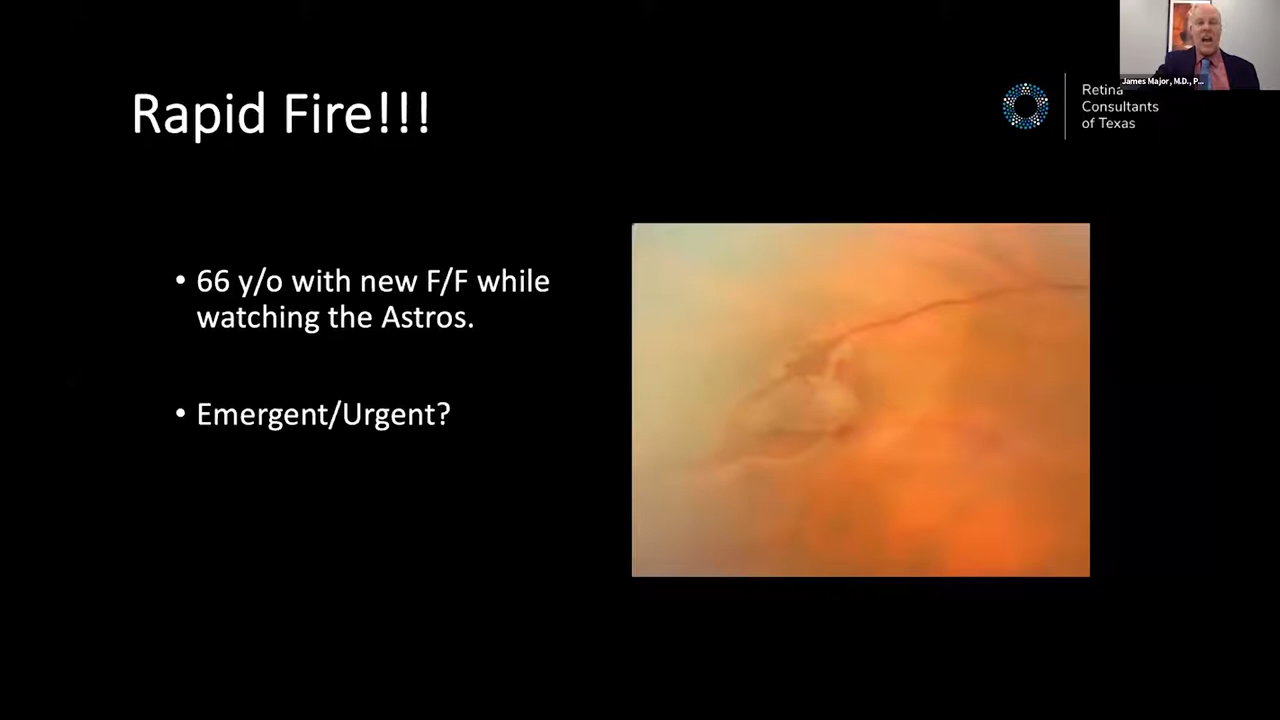 Rapid Fire!!!
Retina
Consultants
of Texas
James Major, M.D., P...
• 66 y/o with new F/F while
watching the Astros.
• Emergent/Urgent?